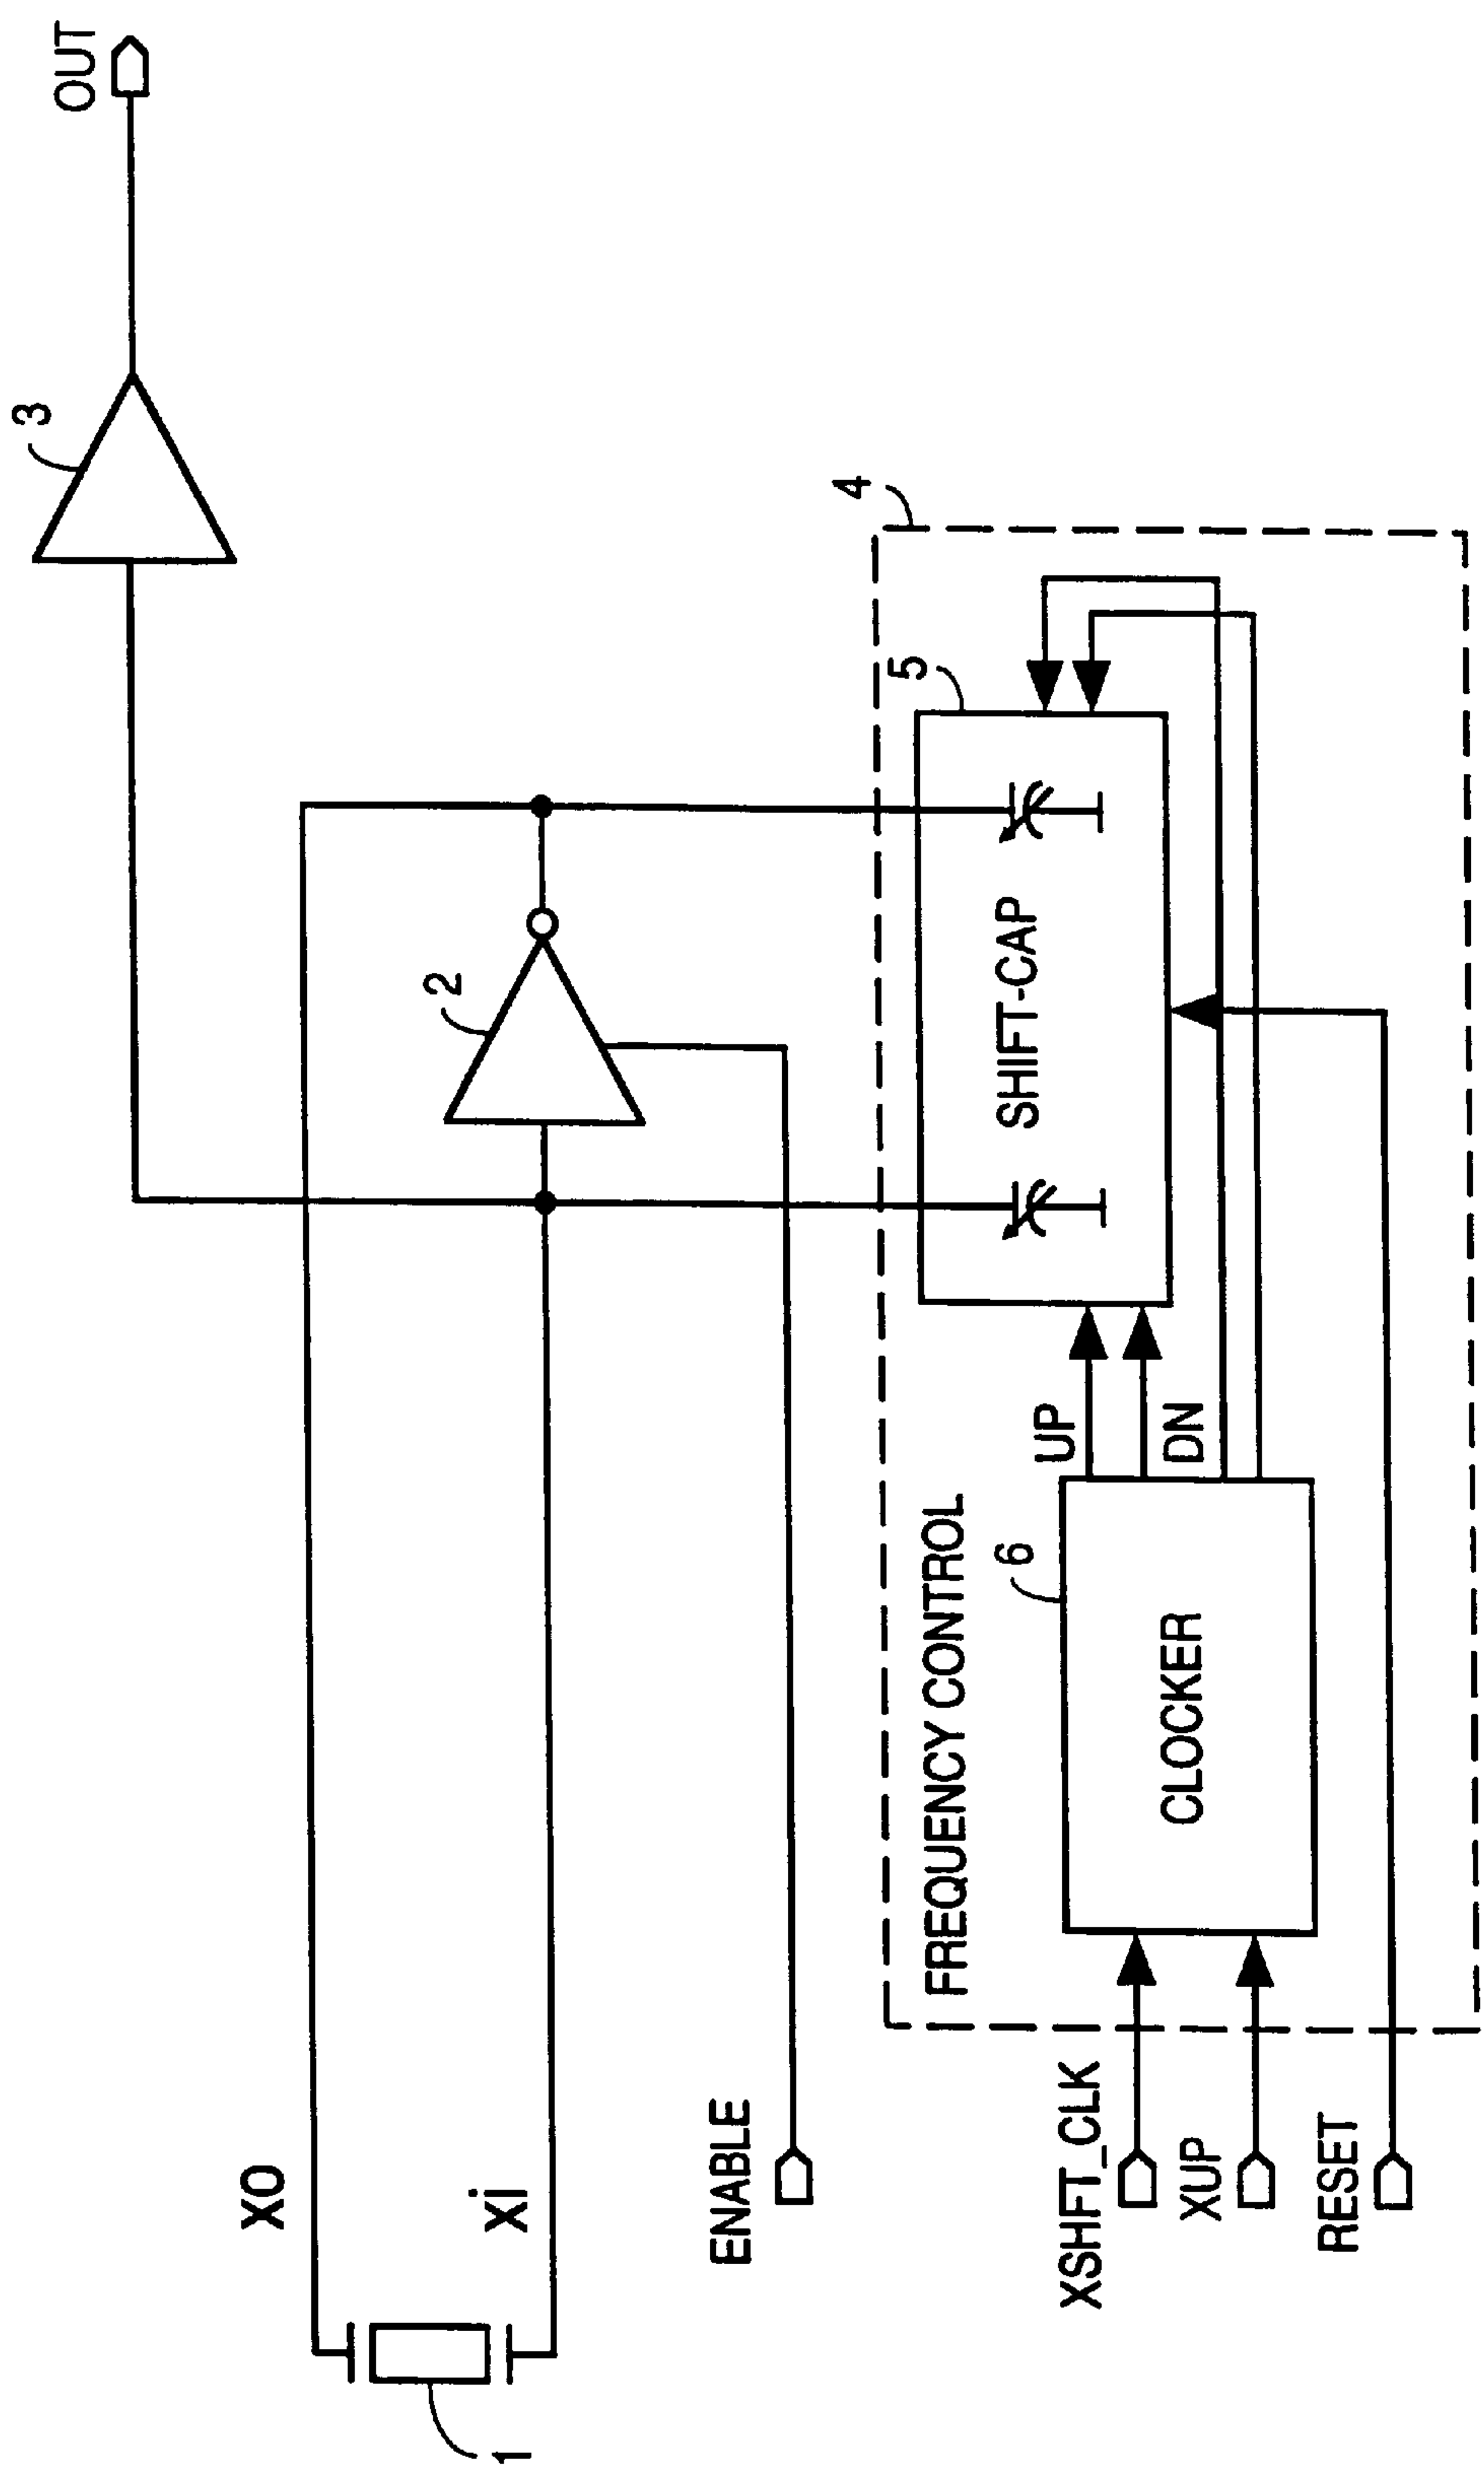 OUT
3
XO
2
XI
ENABLE
4
5
1
SHIFT-CAP
UP
DN
FREQUENCY CONTROL
6
CLOCKER
XSHFT_CLK
XUP
RESET